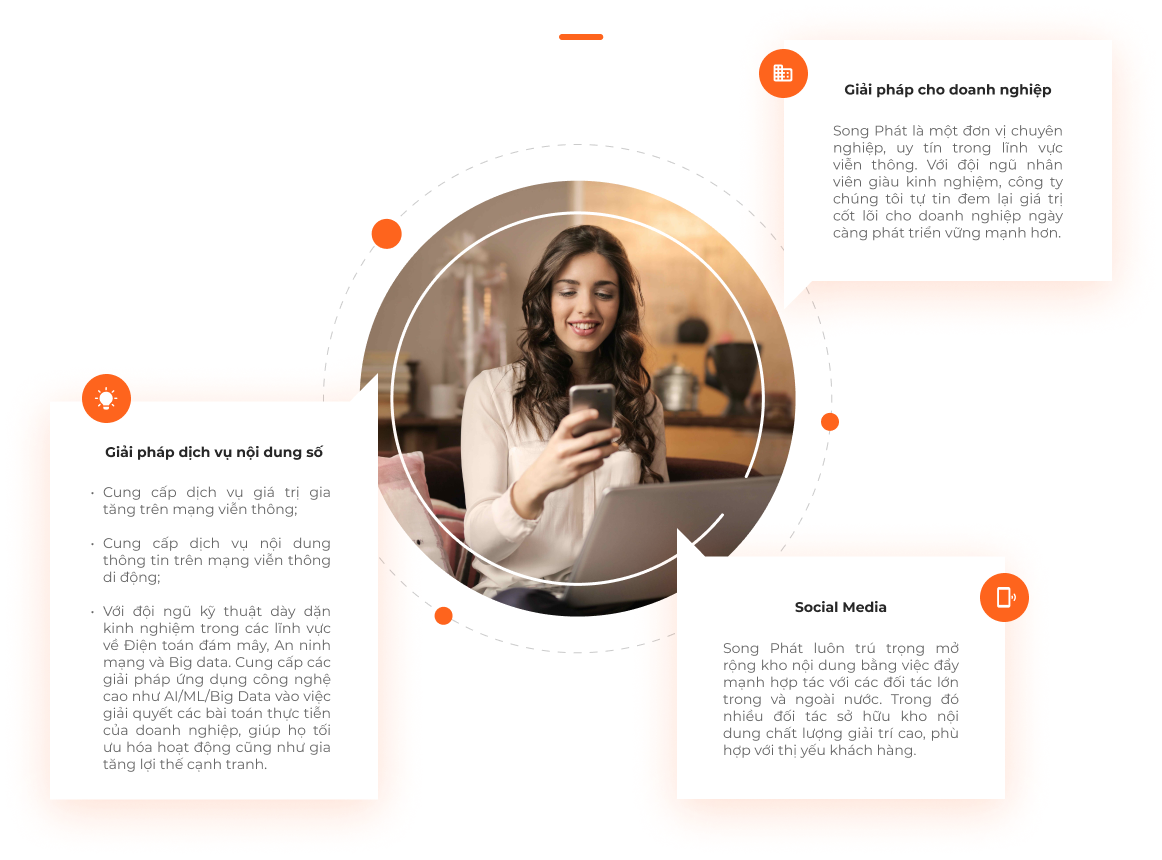 Giải pháp cho doanh nghiệp
Song Phát là một đơn vị chuyên
nghiệp, uy tín trong lĩnh vực
viễn thông. Với đội ngũ nhân
viên giàu kinh nghiệm, công ty
chúng tôi tự tin đem lại giá trị
cốt lõi cho doanh nghiệp ngày
càng phát triển vững mạnh hơn.
Giải pháp dịch vụ nội dung số
• Cung cấp dịch vụ giá trị gia
tăng trên mạng viễn thông;
• Cung cấp dịch vụ nội dung
thông tin trên mạng viễn thông
di động;
• Với đội ngũ kỹ thuật dày dặn
kinh nghiệm trong các lĩnh vực
về Điện toán đám mây, An ninh
mạng và Big data. Cung cấp các
giải pháp ứng dụng công nghệ
cao như AI/ML/Big Data vào việc
giải quyết các bài toán thực tiễn
của doanh nghiệp, giúp họ tối
ưu hóa hoạt động cũng như gia
tăng lợi thế cạnh tranh.
Social Media
Song Phát luôn trú trọng mở
rộng kho nội dung bằng việc đẩy
mạnh hợp tác với các đối tác lớn
trong và ngoài nước. Trong đó
nhiều đối tác sở hữu kho nội
dung chất lượng giải trí cao, phù
hợp với thị yếu khách hàng.